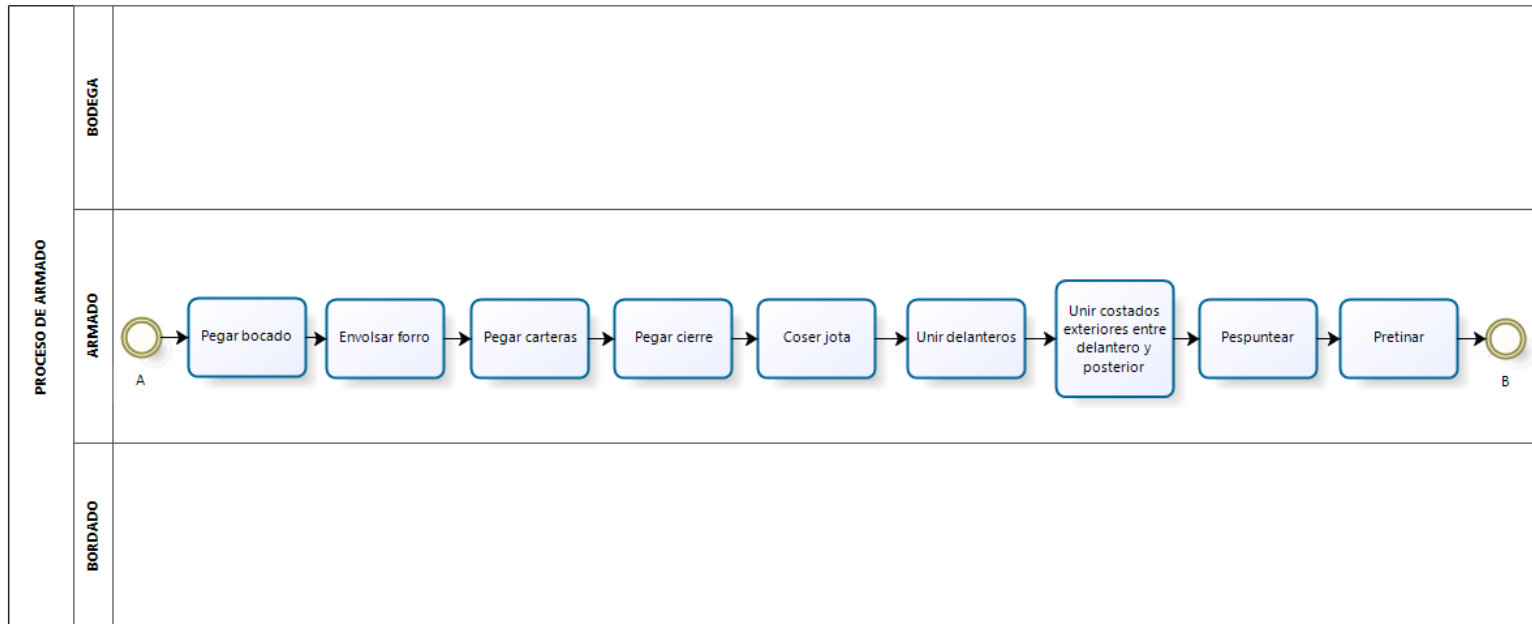 PROCESO DE ARMADO
BODEGA
ARMADO
A
Pegar bocado
Envolsar forro
Pegar carteras
Pegar cierre
Coser jota
Unir delanteros
Unir costados
exteriores entre
delantero y
posterior
Pespuntear
Pretinar
B
BORDADO